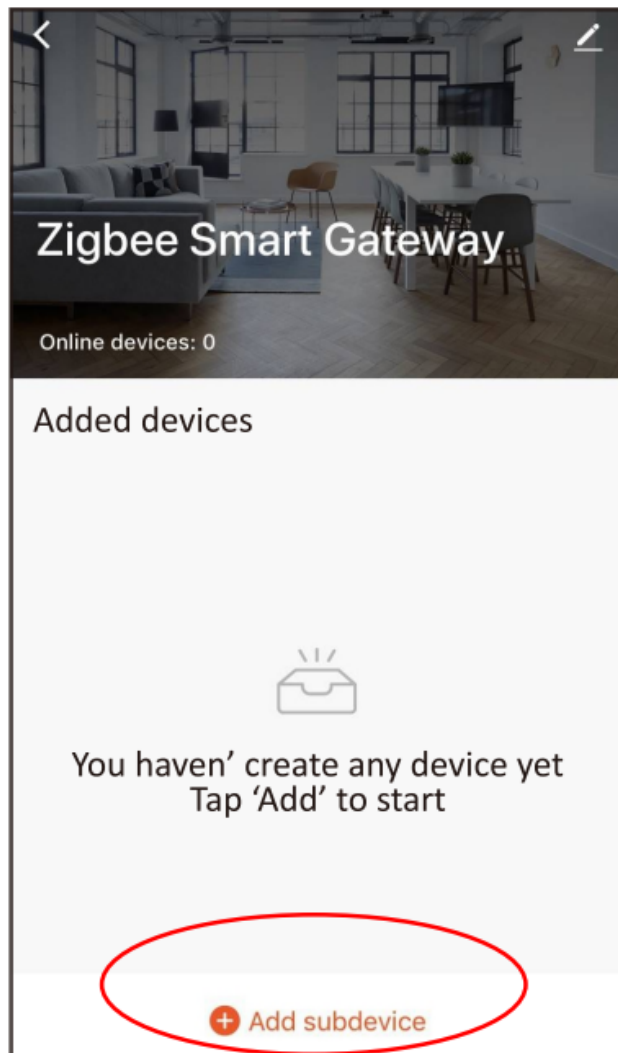 Zigbee Smart Gateway
Online devices: 0
Added devices
You haven’ create any device yet
Tap ‘Add’ to start
Add subdevice